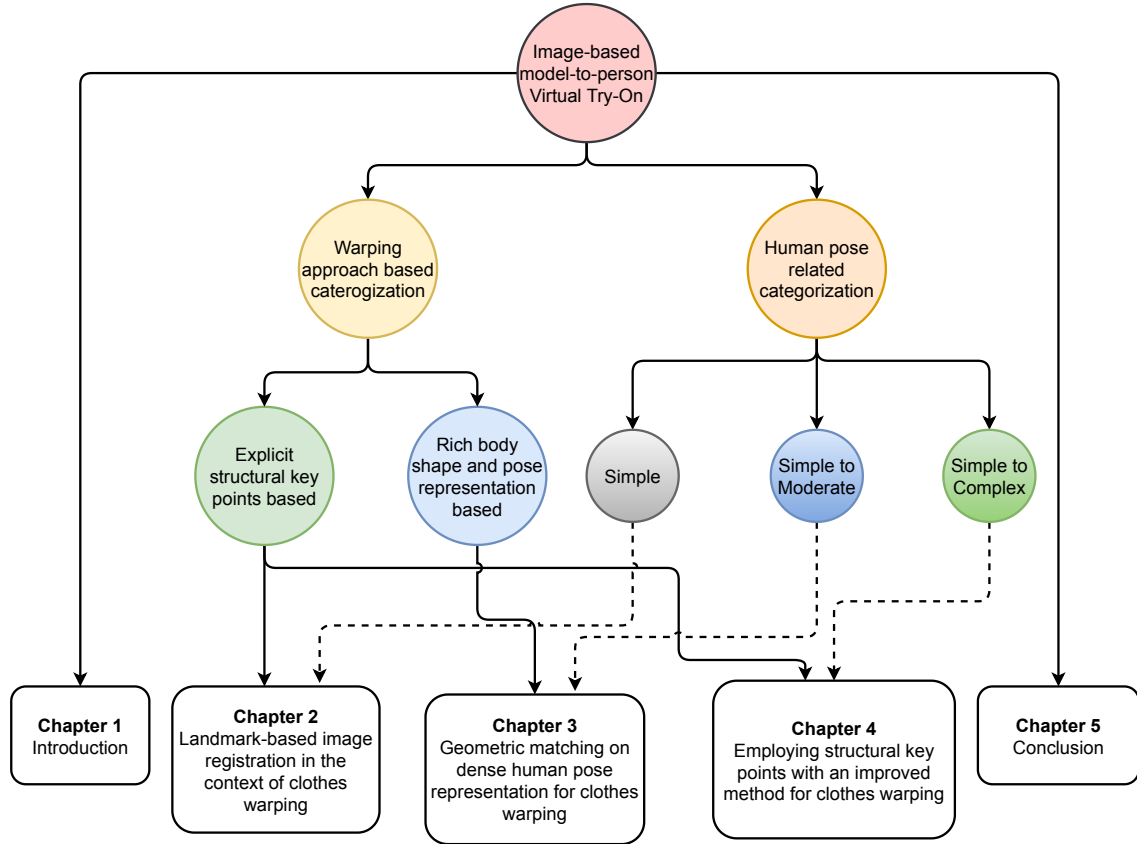 Image-based
model-to-person
Virtual Try-On
Warping
approach based
caterogization
Human pose
related
categorization
Explicit
structural key
points based
Rich body
shape and pose
representation
based
Simple
Simple to
Moderate
Simple to
Complex
Chapter 1
Introduction
Chapter 2
Landmark-based image
registration in the
context of clothes
warping
Chapter 3
Geometric matching on
dense human pose
representation for clothes
warping
Chapter 4
Employing structural key
points with an improved
method for clothes warping
Chapter 5
Conclusion